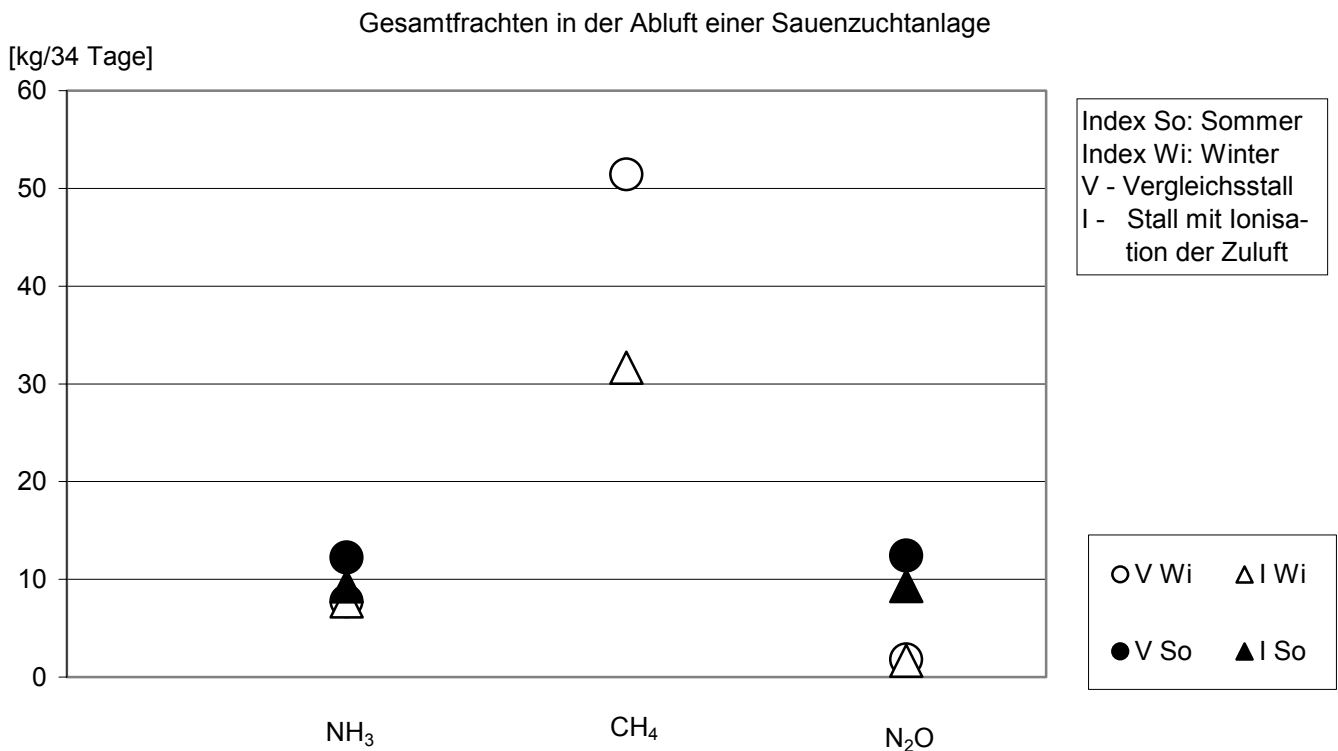 Gesamtfrachten in der Abluft einer Sauenzuchtanlage
[kg/34 Tage]
60
50
40
30
20
10
0
NH₃
CH₄
N₂O
Index So: Sommer
Index Wi: Winter
V - Vergleichsstall
I - Stall mit Ionisa-
tion der Zuluft
V Wi I Wi
V So I So